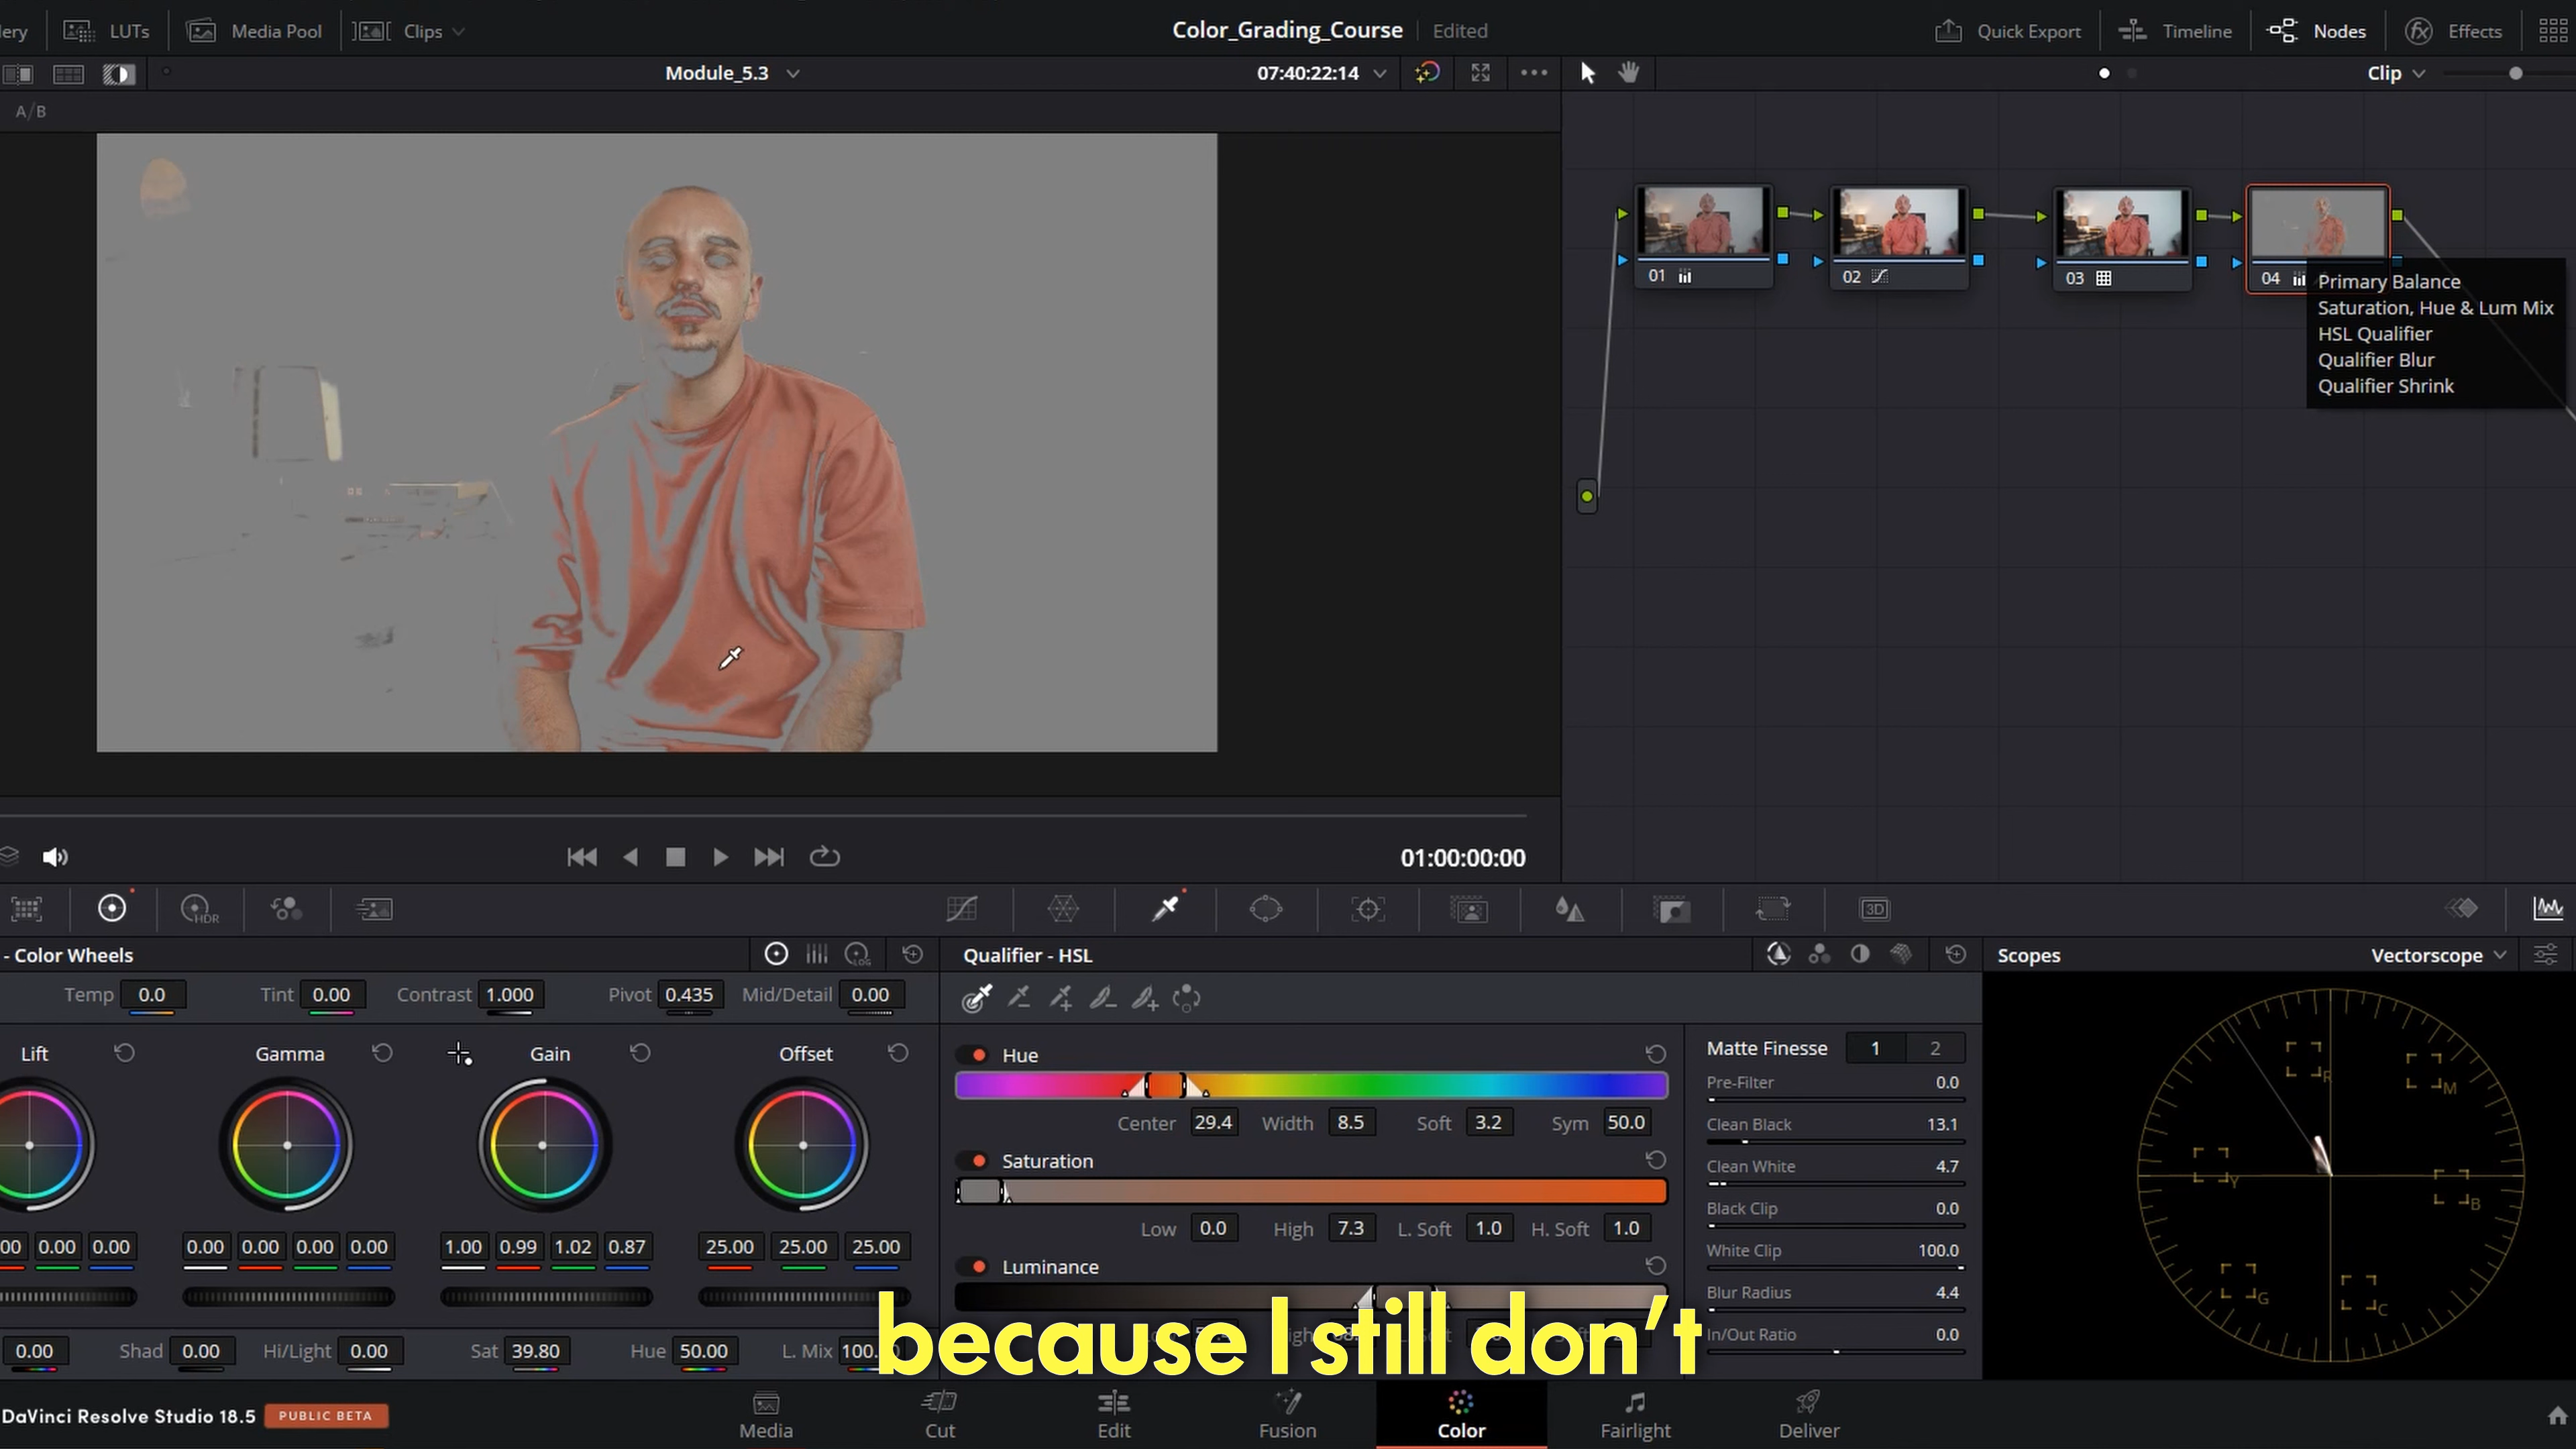 LUTs
Media Pool
Clips
Color_Grading_Course
Edited
Quick Export
Timeline
Nodes
Effects
Module_5.3
07:40:22:14
Clip
A/B
01
02
03
04
Primary Balance
Saturation, Hue & Lum Mix
HSL Qualifier
Qualifier Blur
Qualifier Shrink
01:00:00:00
HDR
3D
- Color Wheels
LOG
Qualifier - HSL
Scopes
Vectorscope
Temp 0.0 Tint 0.00 Contrast 1.000 Pivot 0.435 Mid/Detail 0.00
Lift
Gamma
Gain
Offset
00 0.00 0.00
0.00 0.00 0.00 0.00
1.00 0.99 1.02 0.87
25.00 25.00 25.00
0.00 Shad 0.00 Hi/Light 0.00 Sat 39.80 Hue 50.00 L. Mix 100.
Hue
Center 29.4 Width 8.5 Soft 3.2 Sym 50.0
Saturation
Low 0.0 High 7.3 L. Soft 1.0 H. Soft 1.0
Luminance
Matte Finesse 1 2
Pre-Filter 0.0
Clean Black 13.1
Clean White 4.7
Black Clip 0.0
White Clip 100.0
Blur Radius 4.4
In/Out Ratio 0.0
R
M
Y
B
G
C
because I still don't
DaVinci Resolve Studio 18.5
PUBLIC BETA
Media
Cut
Edit
Fusion
Color
Fairlight
Deliver